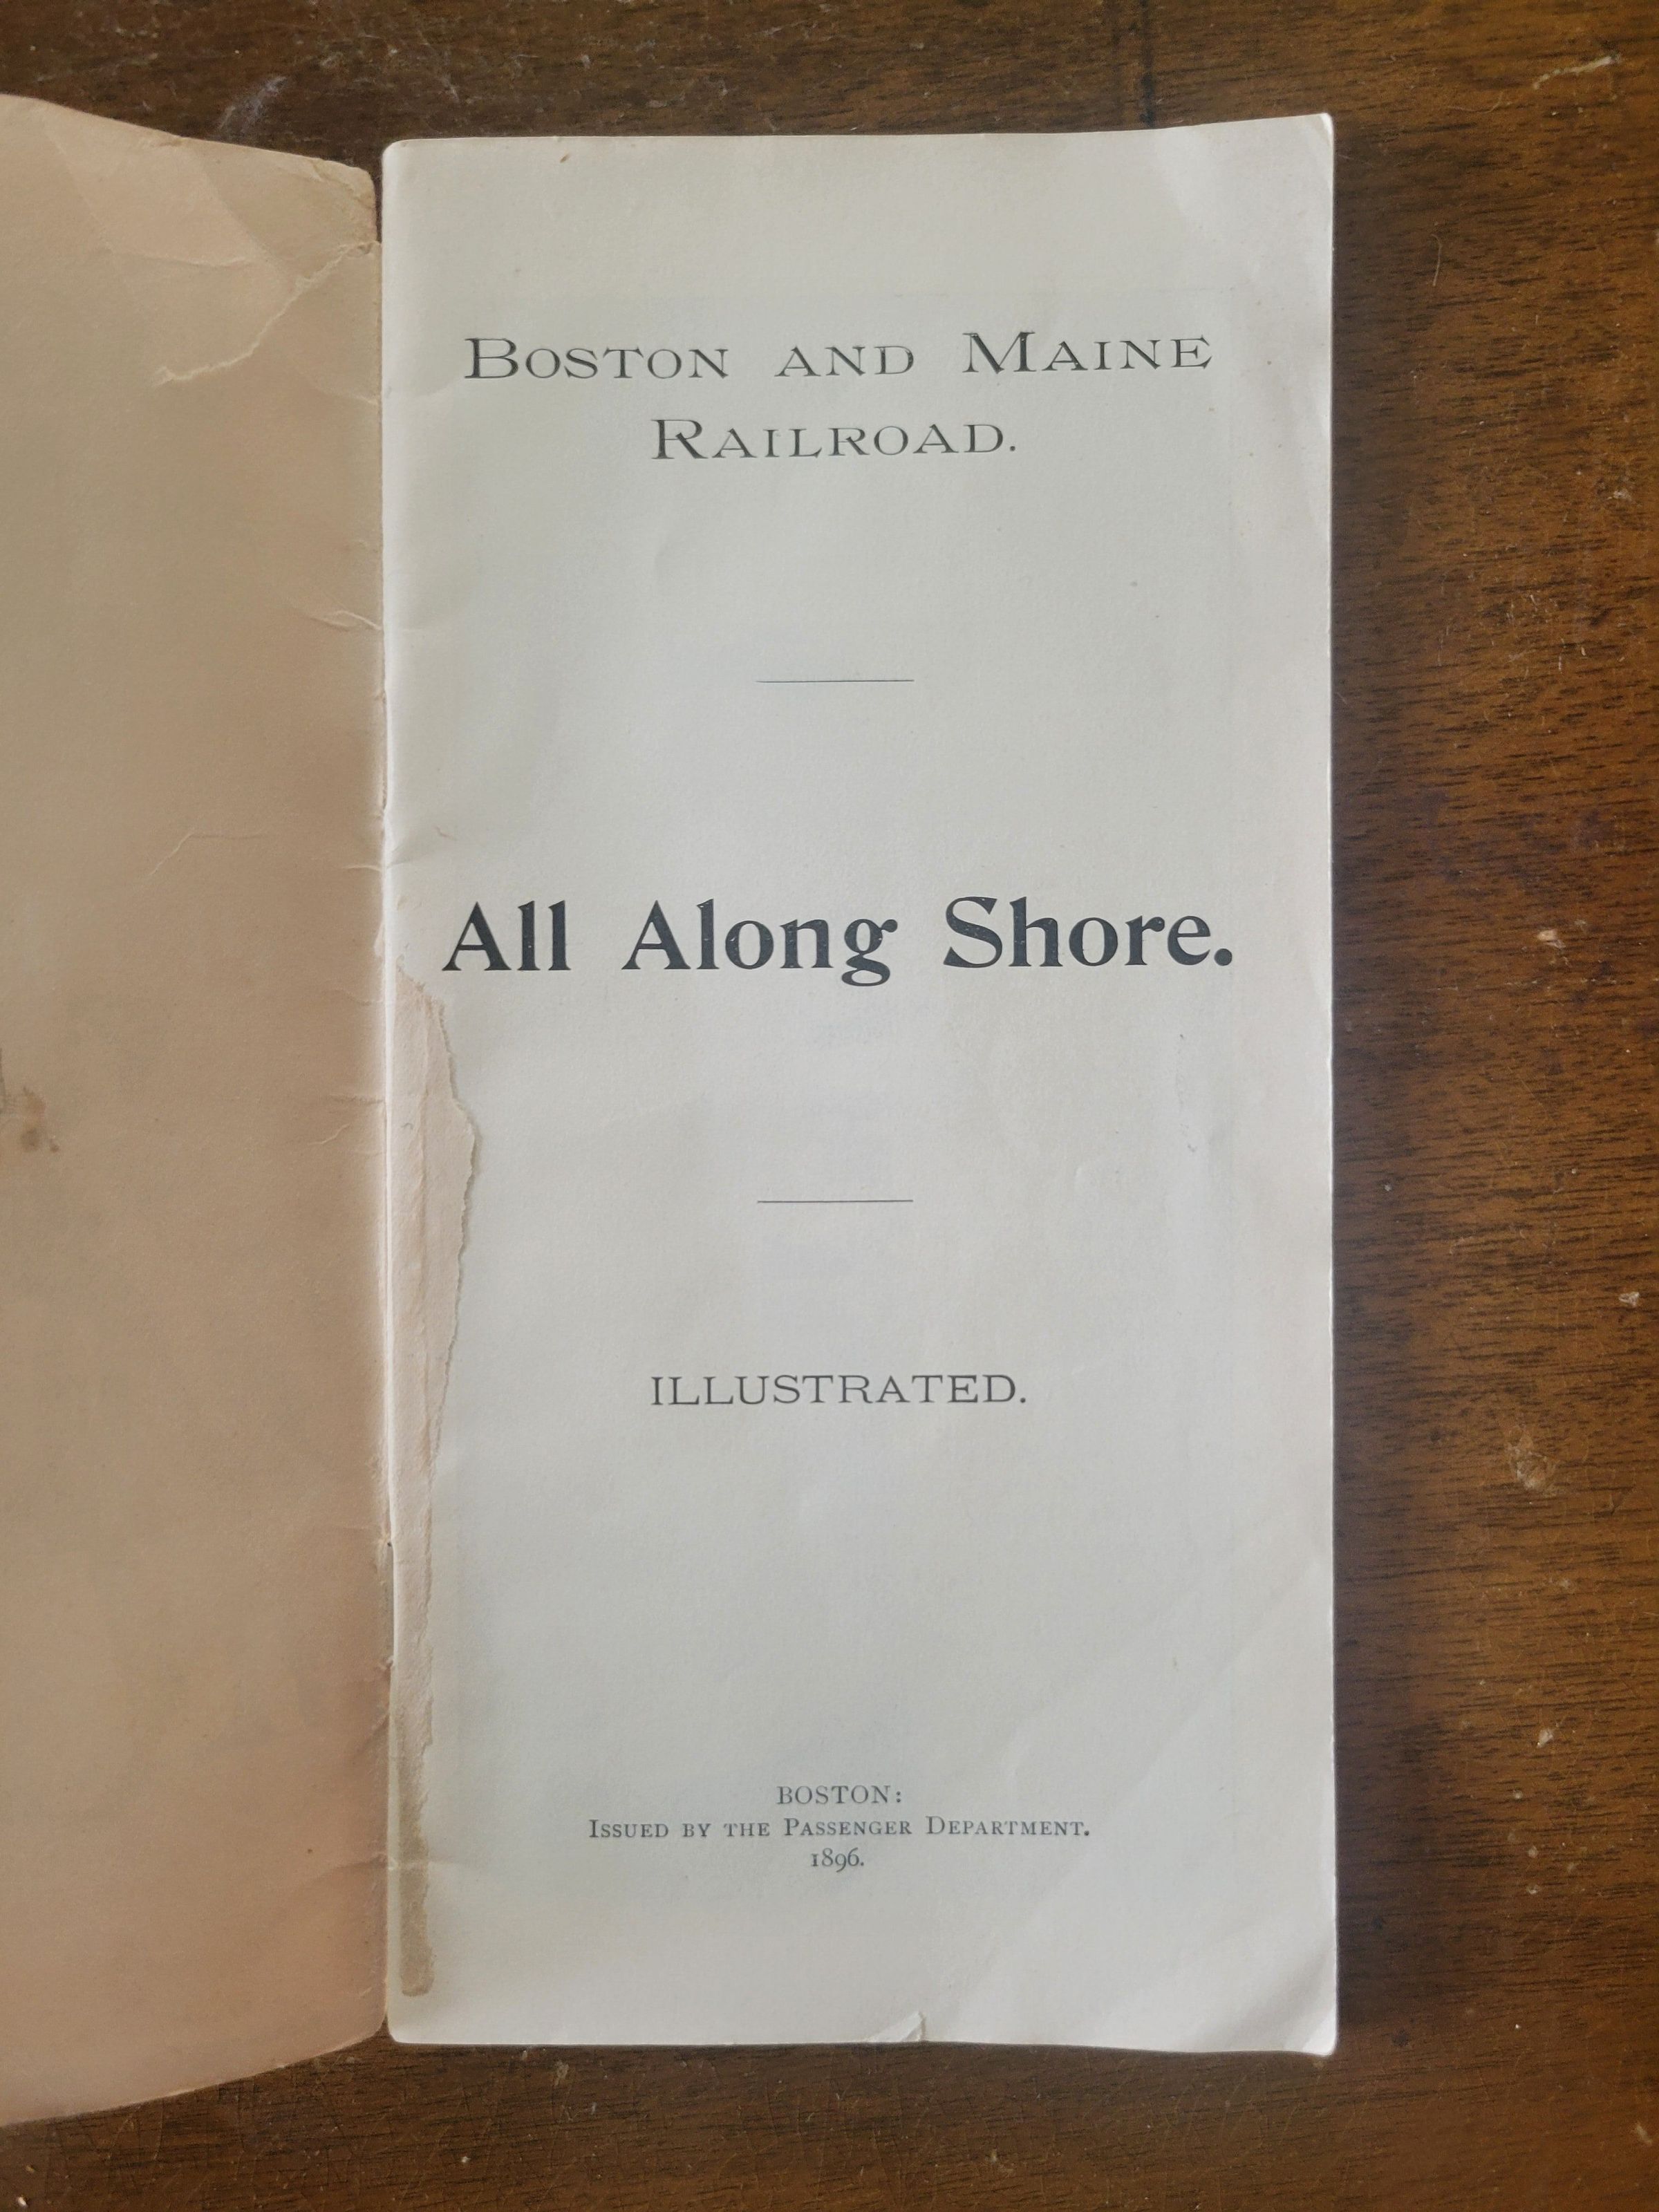 BOSTON AND MAINE
RAILROAD.
All Along Shore.
ILLUSTRATED.
BOSTON:
ISSUED BY THE PASSENGER DEPARTMENT.
1896.